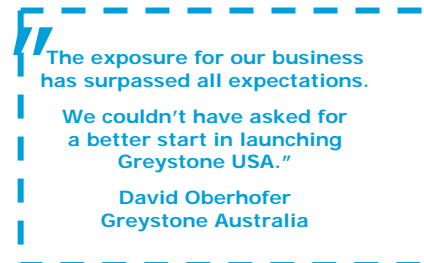 "The exposure for our business
has surpassed all expectations.
We couldn't have asked for
a better start in launching
Greystone USA."
David Oberhofer
Greystone Australia